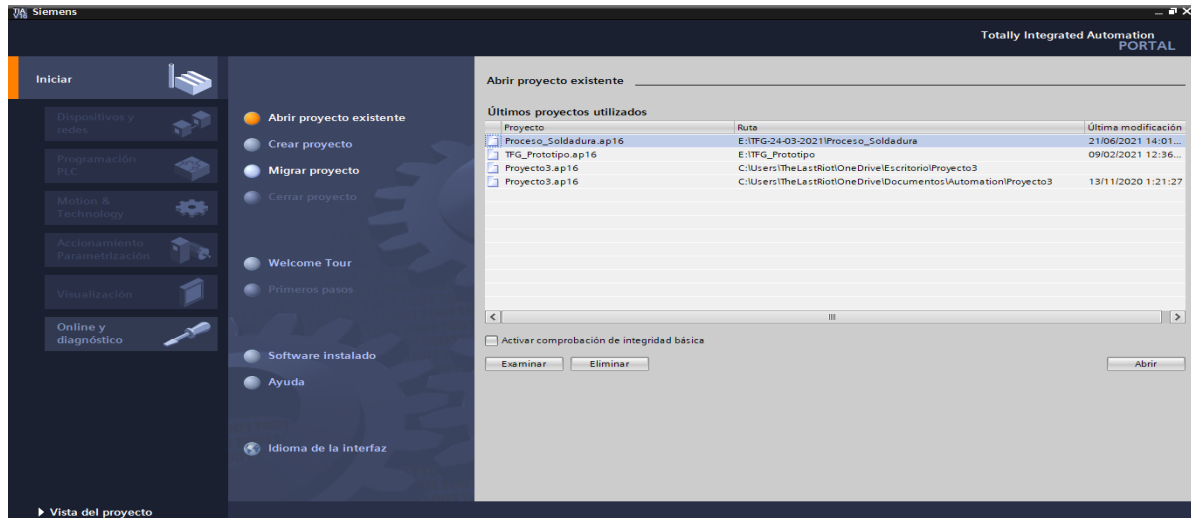 TIA V16 Siemens
Totally Integrated Automation
PORTAL
Iniciar
Dispositivos y
redes
Programación
PLC
Motion &
Technology
Accionamiento
Parametrización
Visualización
Online y
diagnóstico
Vista del proyecto
Abrir proyecto existente
Crear proyecto
Migrar proyecto
Cerrar proyecto
Welcome Tour
Primeros pasos
Software instalado
Ayuda
Idioma de la interfaz
Abrir proyecto existente
Últimos proyectos utilizados
Proyecto Ruta Última modificación
Proceso_Soldadura.ap16 E:\TFG-24-03-2021\Proceso_Soldadura 21/06/2021 14:01...
TFG_Prototipo.ap16 E:\TFG_Prototipo 09/02/2021 12:36...
Proyecto3.ap16 C:\Users\TheLastRiot\OneDrive\Escritorio\Proyecto3
Proyecto3.ap16 C:\Users\TheLastRiot\OneDrive\Documentos\Automation\Proyecto3 13/11/2020 1:21:27
Activar comprobación de integridad básica
Examinar Eliminar Abrir